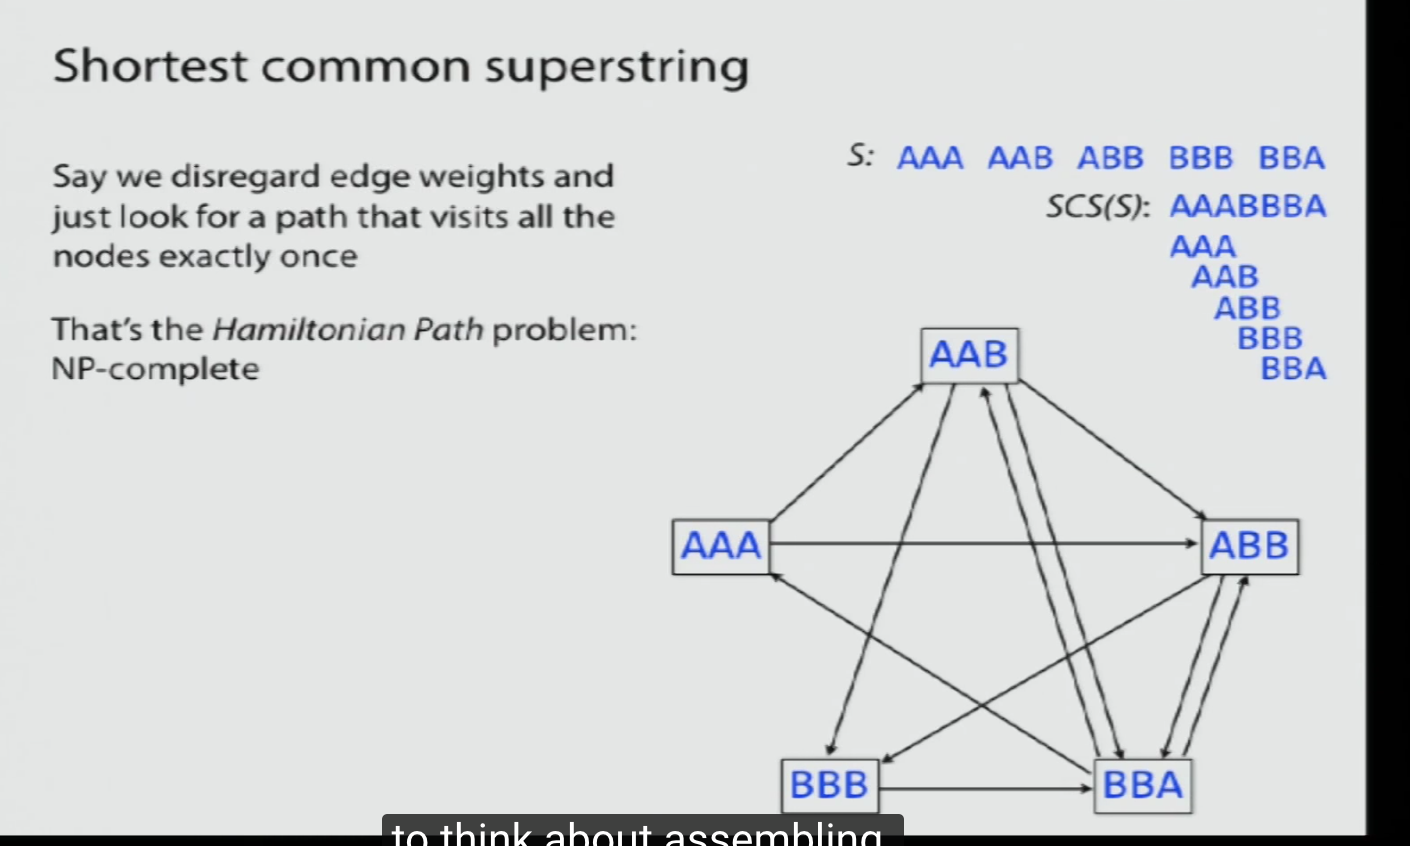 Shortest common superstring
Say we disregard edge weights and
just look for a path that visits all the
nodes exactly once
That's the Hamiltonian Path problem:
NP-complete
S: AAA AAB ABB BBB BBA
SCS(S): AAABBBA
AAA
AAB
ABB
BBB
BBA
AAB
AAA
ABB
BBB
BBA
to think about assembling